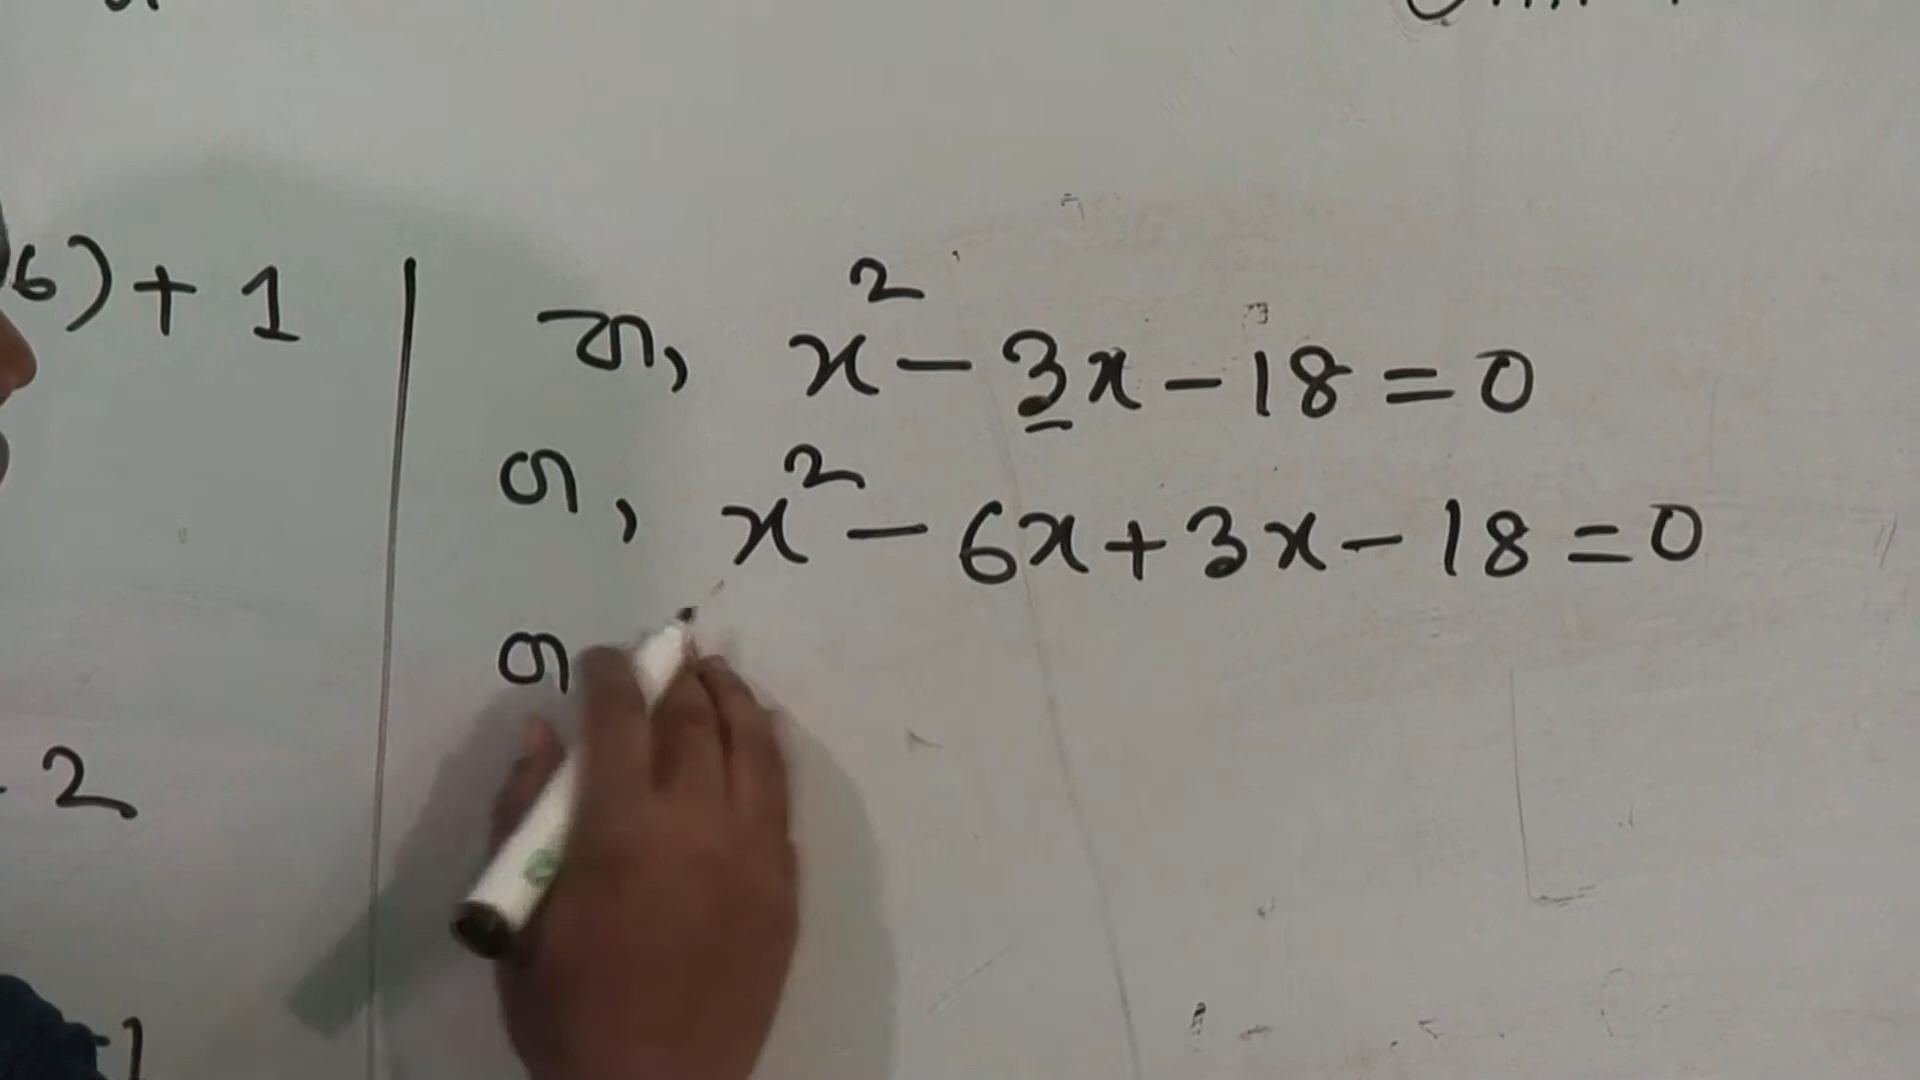 6) + 1
বা, x² - 3x - 18 = 0
বা, x² - 6x + 3x - 18 = 0
বা
2